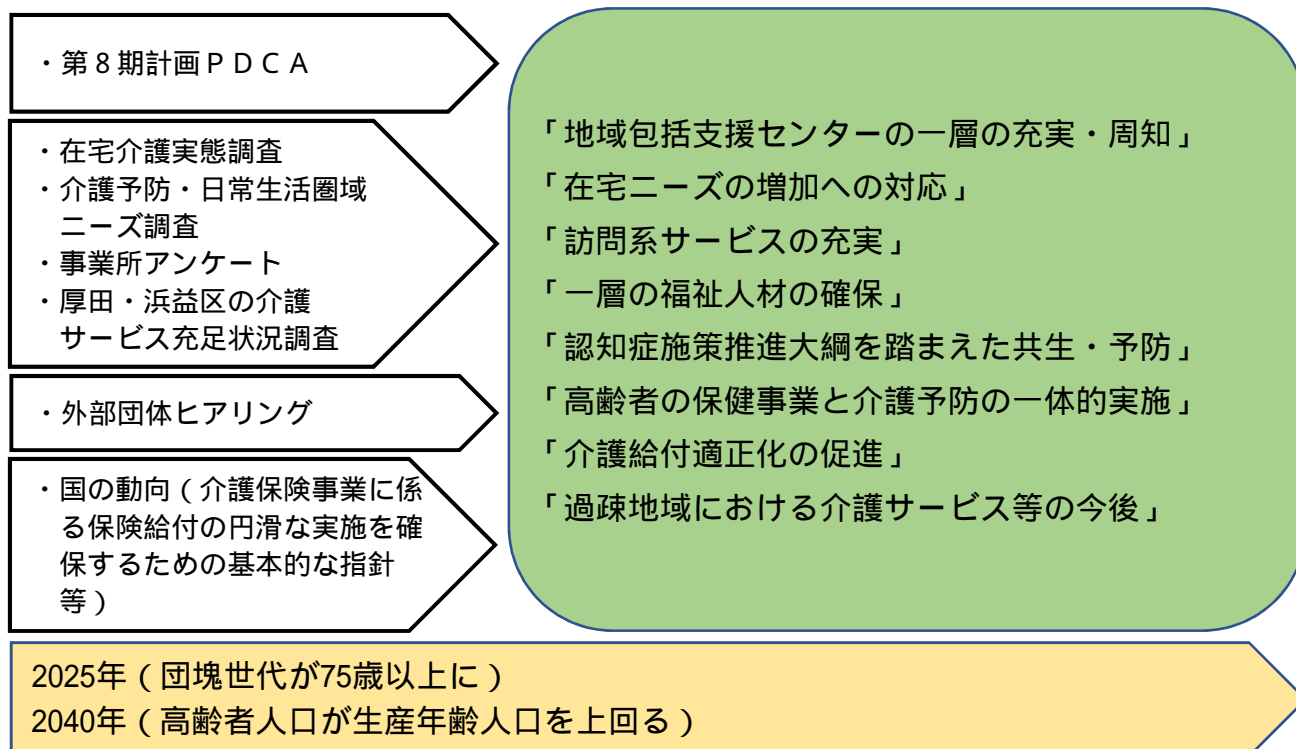 ・第8期計画ＰＤＣＡ
・在宅介護実態調査
・介護予防・日常生活圏域
ニーズ調査
・事業所アンケート
・厚田・浜益区の介護
サービス充足状況調査
・外部団体ヒアリング
・国の動向（介護保険事業に係
る保険給付の円滑な実施を確
保するための基本的な指針
等）
「地域包括支援センターの一層の充実・周知」
「在宅ニーズの増加への対応」
「訪問系サービスの充実」
「一層の福祉人材の確保」
「認知症施策推進大綱を踏まえた共生・予防」
「高齢者の保健事業と介護予防の一体的実施」
「介護給付適正化の促進」
「過疎地域における介護サービス等の今後」
2025年（団塊世代が75歳以上に）
2040年（高齢者人口が生産年齢人口を上回る）